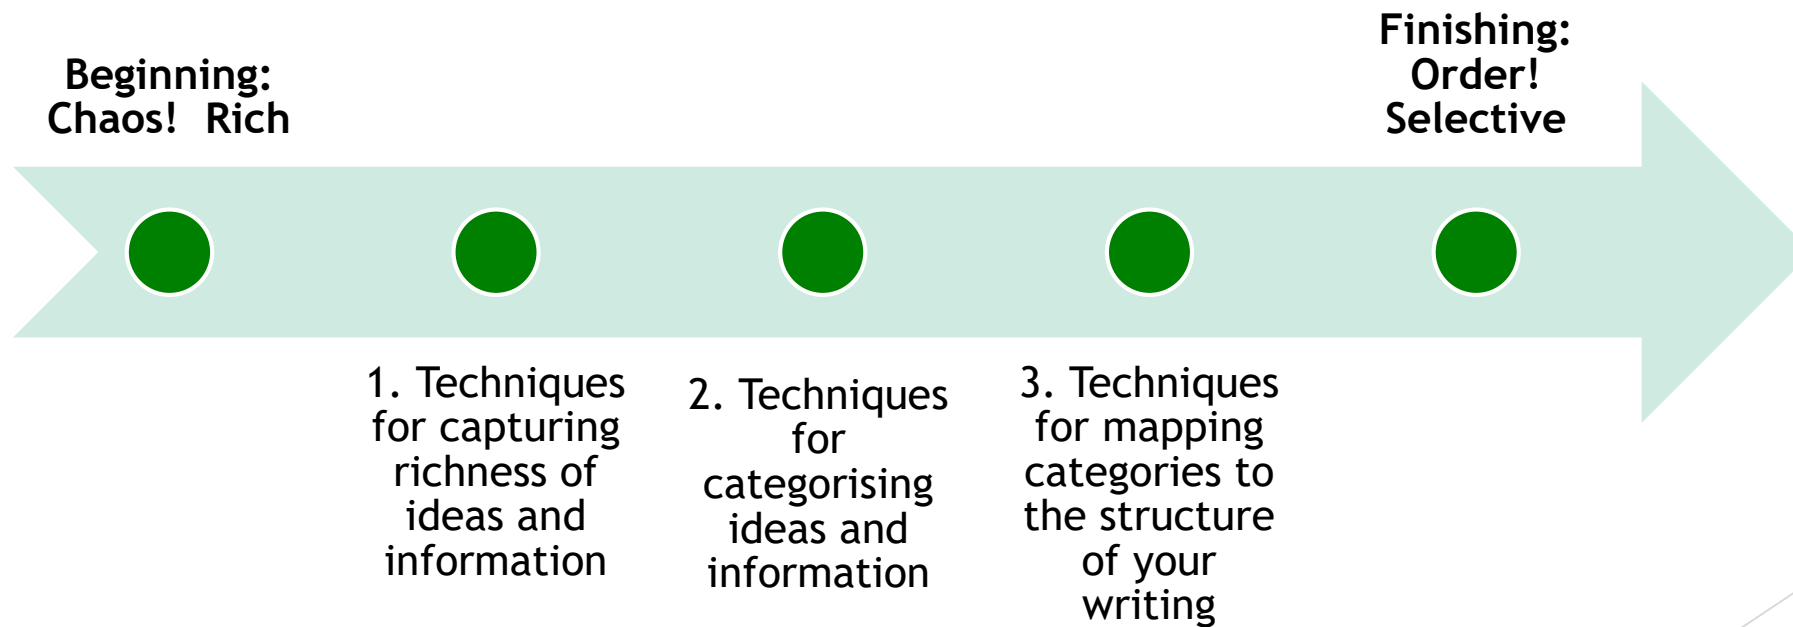 Beginning:
Chaos!  Rich
Finishing:
Order!
Selective
1. Techniques
for capturing
richness of
ideas and
information
2. Techniques
for
categorising
ideas and
information
3. Techniques
for mapping
categories to
the structure
of your
writing